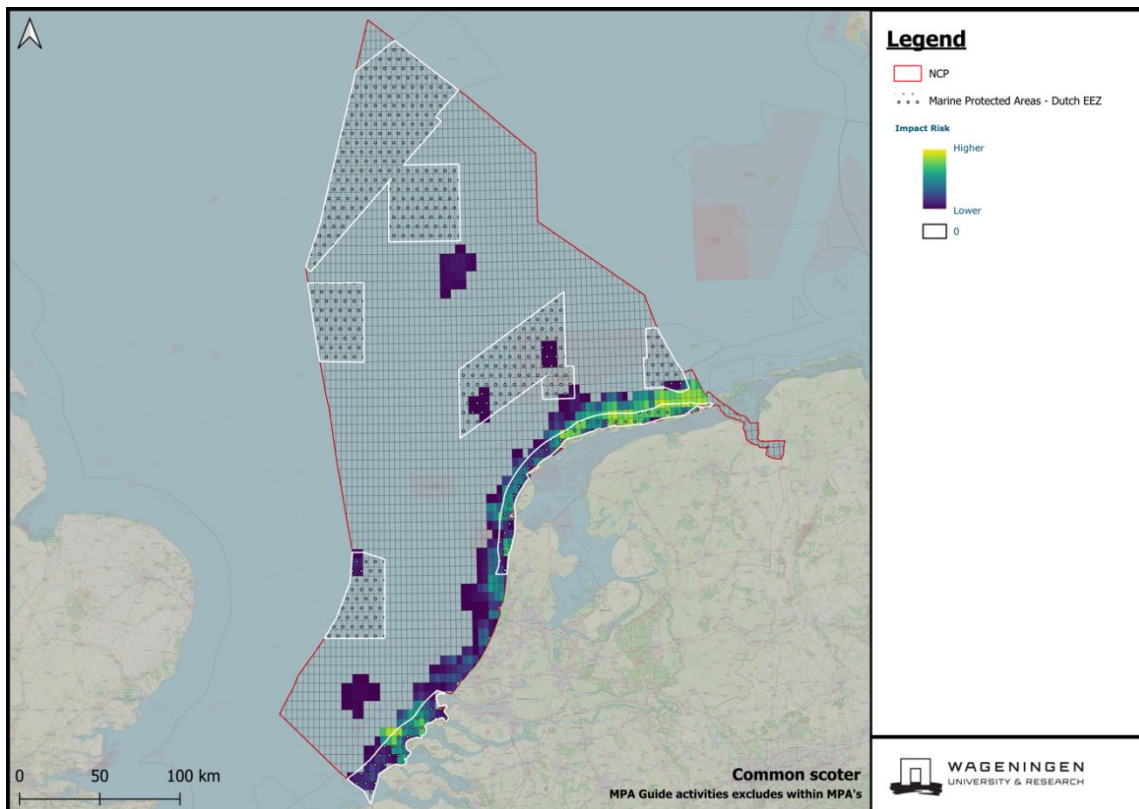 Legend
NCP
Marine Protected Areas - Dutch EEZ
Impact Risk
Higher
Lower
0
0 50 100 km
Common scoter
MPA Guide activities excludes within MPA's
WAGENINGEN
UNIVERSITY & RESEARCH